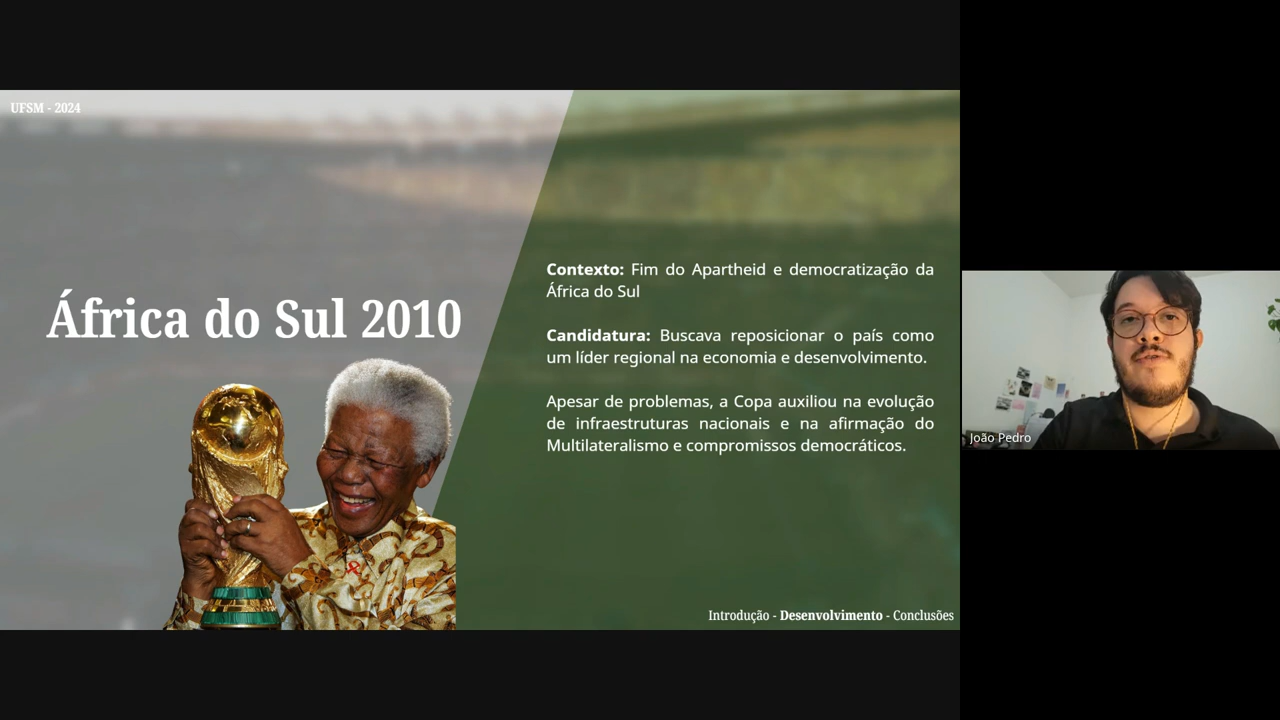 UFSM - 2024
África do Sul 2010
Contexto: Fim do Apartheid e democratização da
África do Sul
Candidatura: Buscava reposicionar o país como
um líder regional na economia e desenvolvimento.
Apesar de problemas, a Copa auxiliou na evolução
de infraestruturas nacionais e na afirmação do
Multilateralismo e compromissos democráticos.
Introdução - Desenvolvimento - Conclusões
João Pedro